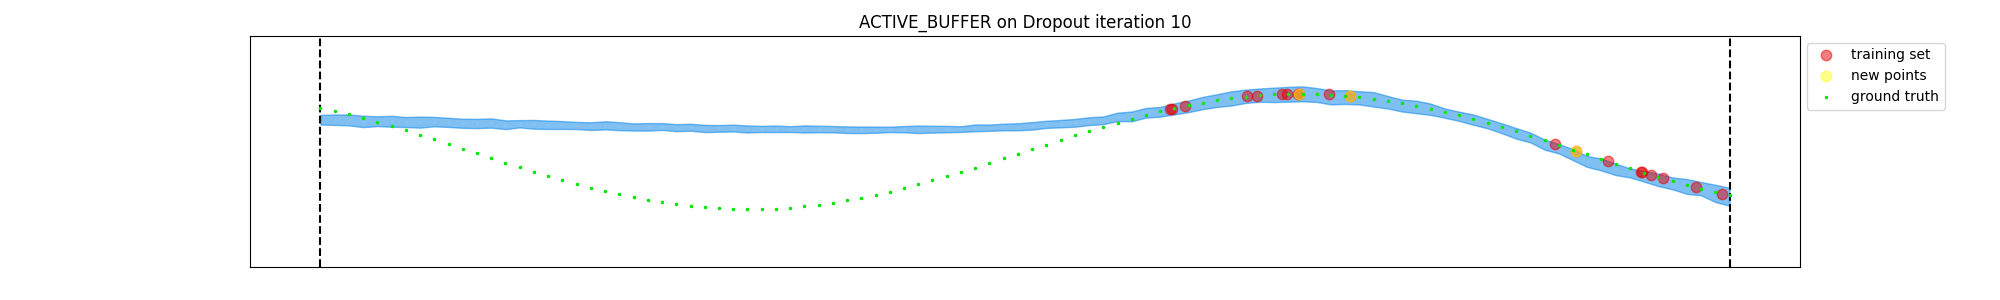 ACTIVE_BUFFER on Dropout iteration 10
training set
new points
ground truth